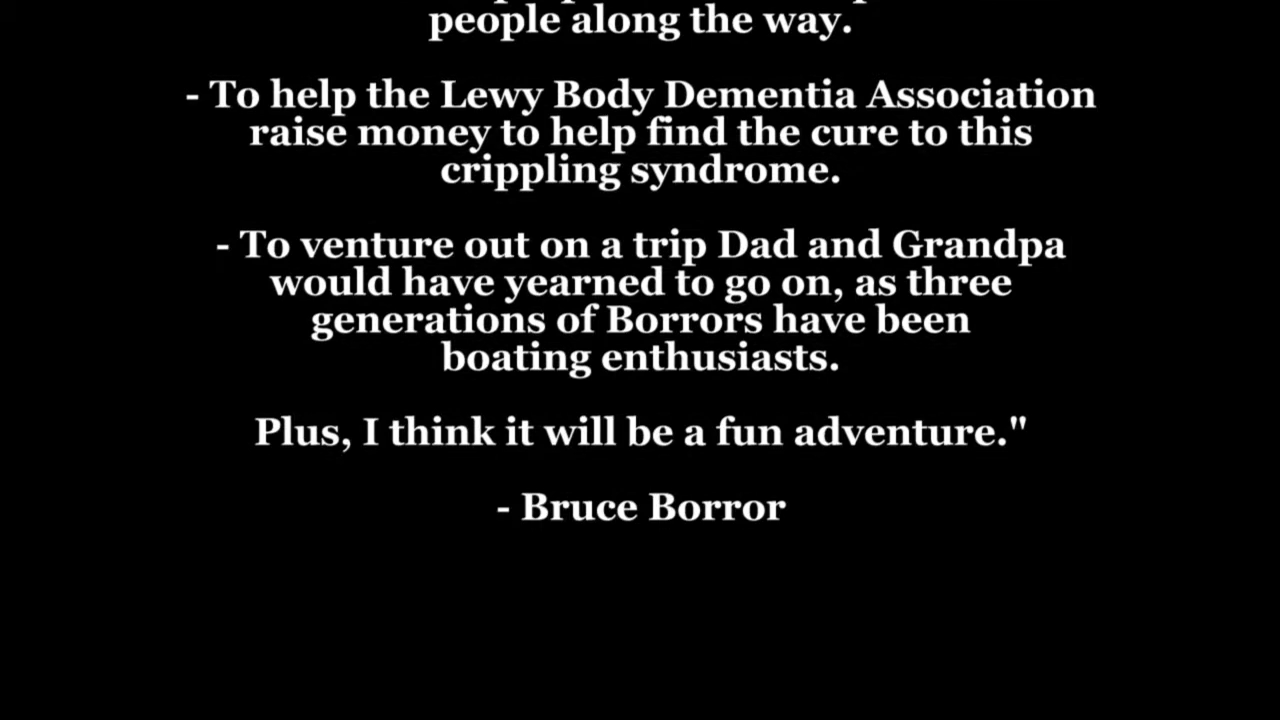 people along the way.
- To help the Lewy Body Dementia Association
raise money to help find the cure to this
crippling syndrome.
- To venture out on a trip Dad and Grandpa
would have yearned to go on, as three
generations of Borrors have been
boating enthusiasts.
Plus, I think it will be a fun adventure."
- Bruce Borror